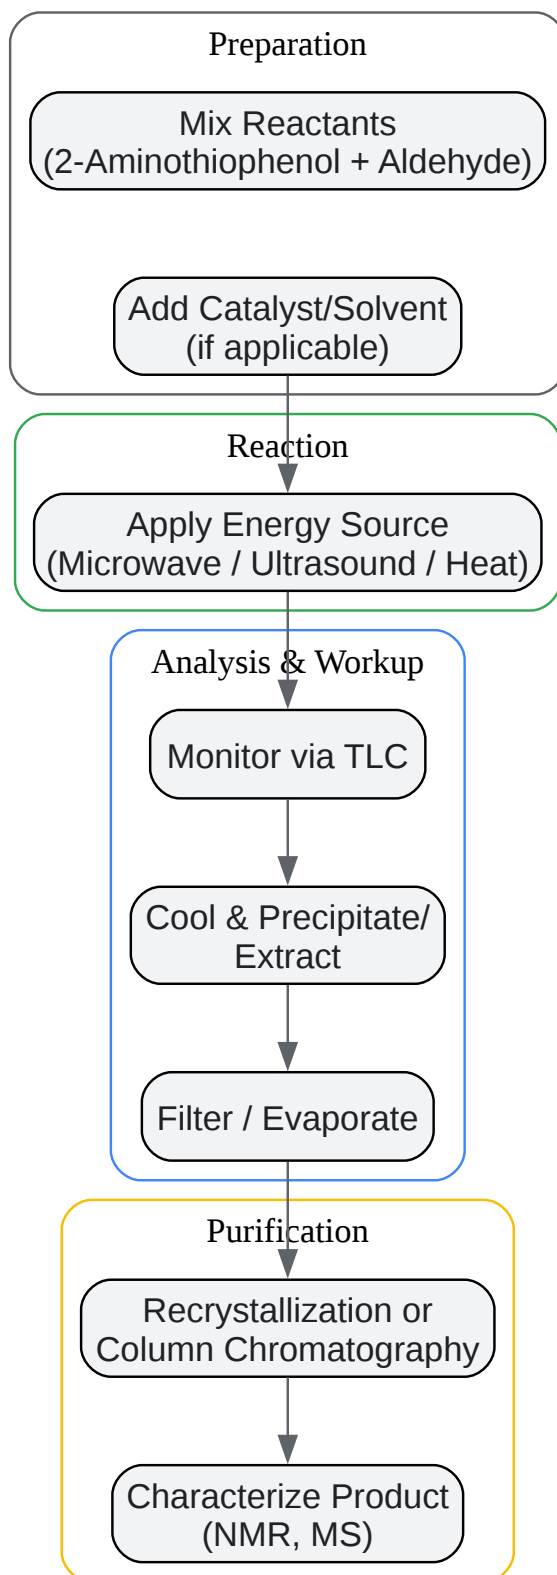 Preparation
Mix Reactants
(2-Aminothiophenol + Aldehyde)
Add Catalyst/Solvent
(if applicable)
Reaction
Apply Energy Source
(Microwave / Ultrasound / Heat)
Analysis & Workup
Monitor via TLC
Cool & Precipitate/
Extract
Filter / Evaporate
Purification
Recrystallization or
Column Chromatography
Characterize Product
(NMR, MS)